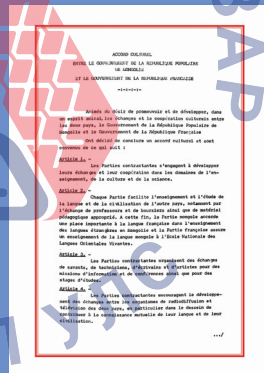 ACCORD CULTUREL
ENTRE LE GOUVERNEMENT DE LA REPUBLIQUE POPULAIRE
DE MONGOLIE
ET LE GOUVERNEMENT DE LA REPUBLIQUE FRANCAISE
-:-:-:-:-
Animés du désir de promouvoir et de développer, dans
un esprit amical, les échanges et la coopération culturels entre
les deux pays, le Gouvernement de la République Populaire de
Mongolie et le Gouvernement de la République Française
Ont décidé de conclure un accord culturel et sont
convenus de ce qui suit :
Article 1. -
Les Parties contractantes s'engagent à développer
leurs échanges et leur coopération dans les domaines de l'en-
seignement, de la culture et de la science.
Article 2. -
Chaque Partie facilite l'enseignement et l'étude de
la langue et de la civilisation de l'autre pays, notamment par
l'échange de professeurs et de boursiers ainsi que de matériel
pédagogique approprié. A cette fin, la Partie mongole accorde
une place importante à la langue française dans l'enseignement
des langues étrangères en Mongolie et la Partie française assure
un enseignement de la langue mongole à l'Ecole Nationale des
Langues Orientales Vivantes.
Article 3. -
Les Parties contractantes organisent des échanges
de savants, de techniciens, d'écrivains et d'artistes pour des
missions d'information et de conférences ainsi que pour des
stages d'études.
Article 4. -
Les Parties contractantes encouragent le dévelop-
pement des échanges entre les organismes de radiodiffusion et
télévision des deux pays, en particulier dans le dessein de
contribuer à la connaissance mutuelle de leur langue et de leur
civilisation.
.../